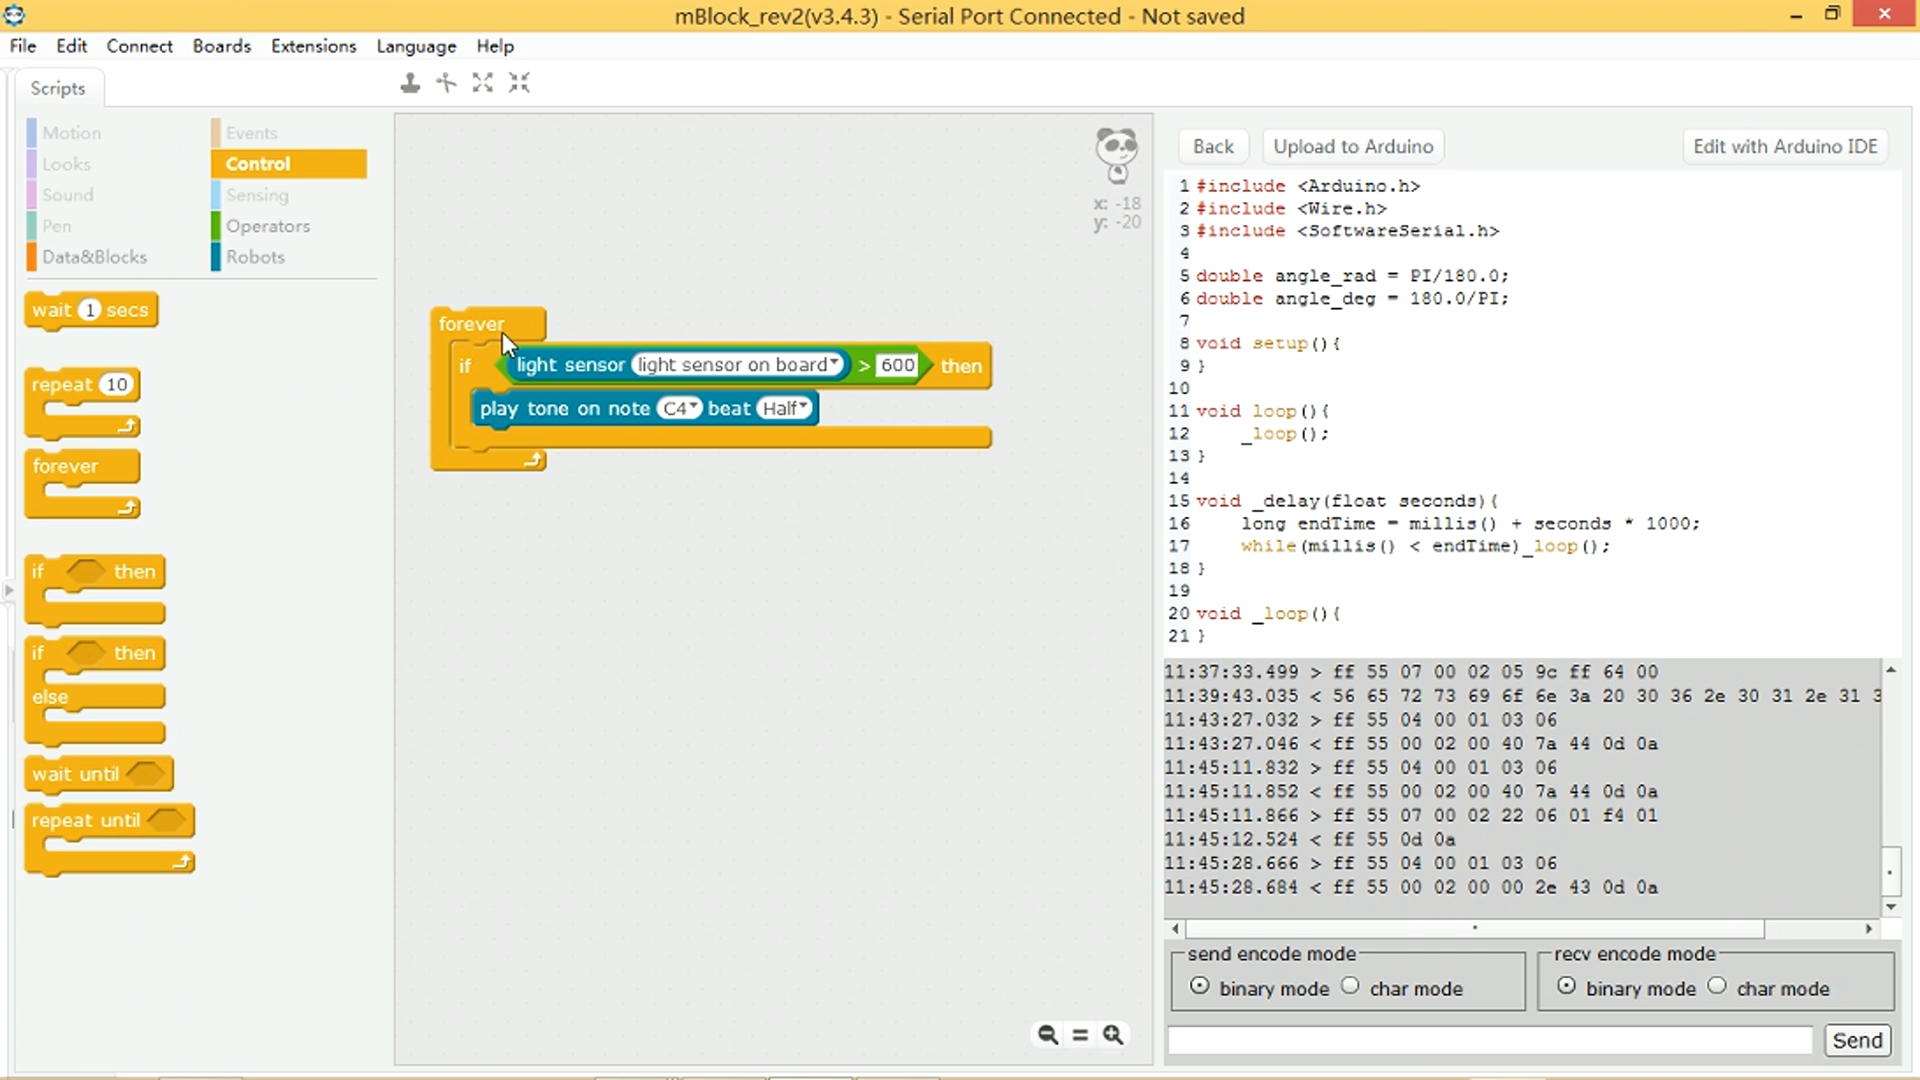 mBlock_rev2(v3.4.3) - Serial Port Connected - Not saved
File Edit Connect Boards Extensions Language Help
Scripts
Motion Events
Looks Control
Sound Sensing
Pen Operators
Data&Blocks Robots
wait 1 secs
repeat 10
forever
if then
if then
else
wait until
repeat until
x: -18
y: -20
forever
if light sensor light sensor on board > 600 then
play tone on note C4 beat Half
Back Upload to Arduino Edit with Arduino IDE
1 #include <Arduino.h>
2 #include <Wire.h>
3 #include <SoftwareSerial.h>
4
5 double angle_rad = PI/180.0;
6 double angle_deg = 180.0/PI;
7
8 void setup(){
9 }
10
11 void loop(){
12 _loop();
13 }
14
15 void _delay(float seconds){
16 long endTime = millis() + seconds * 1000;
17 while(millis() < endTime)_loop();
18 }
19
20 void _loop(){
21 }
11:37:33.499 > ff 55 07 00 02 05 9c ff 64 00
11:39:43.035 < 56 65 72 73 69 6f 6e 3a 20 30 36 2e 30 31 2e 31 3
11:43:27.032 > ff 55 04 00 01 03 06
11:43:27.046 < ff 55 00 02 00 40 7a 44 0d 0a
11:45:11.832 > ff 55 04 00 01 03 06
11:45:11.852 < ff 55 00 02 00 40 7a 44 0d 0a
11:45:11.866 > ff 55 07 00 02 22 06 01 f4 01
11:45:12.524 < ff 55 0d 0a
11:45:28.666 > ff 55 04 00 01 03 06
11:45:28.684 < ff 55 00 02 00 00 2e 43 0d 0a
send encode mode recv encode mode
binary mode char mode binary mode char mode
Send